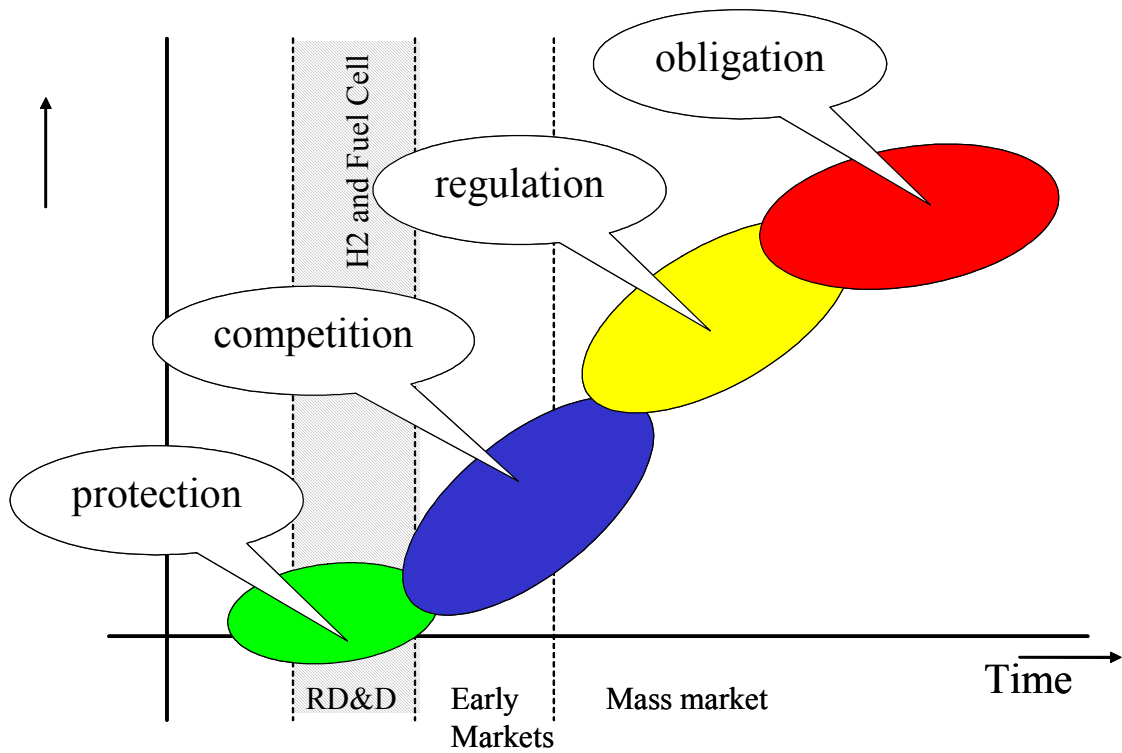 obligation
H2 and Fuel Cell
regulation
competition
protection
Time
RD&D
Early
Markets
Mass market